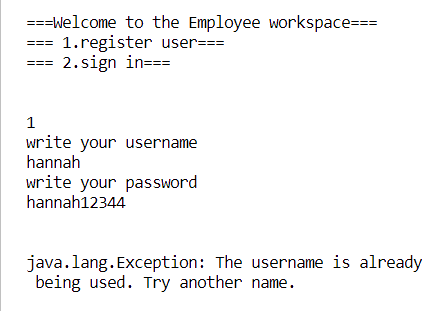 ===Welcome to the Employee workspace===
=== 1.register user===
=== 2.sign in===
1
write your username
hannah
write your password
hannah12344
java.lang.Exception: The username is already
being used. Try another name.